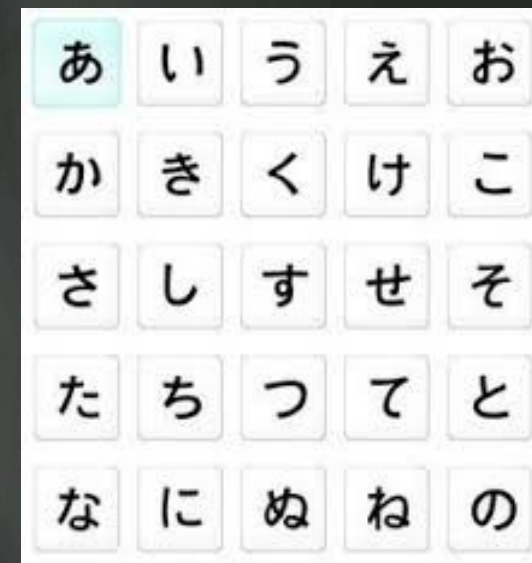 あ い う え お
か き く け こ
さ し す せ そ
た ち つ て と
な に ぬ ね の